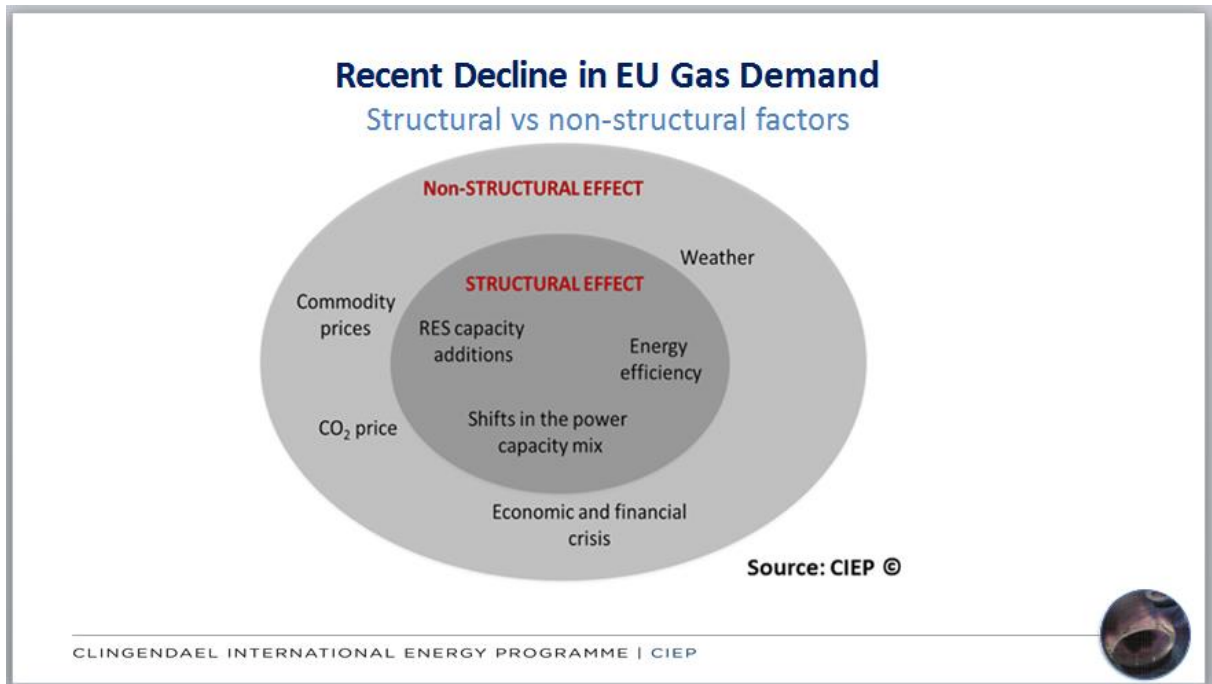 Recent Decline in EU Gas Demand
Structural vs non-structural factors
Non-STRUCTURAL EFFECT
Weather
STRUCTURAL EFFECT
Commodity
prices
RES capacity
additions
Energy
efficiency
CO₂ price
Shifts in the power
capacity mix
Economic and financial
crisis
Source: CIEP ©
CLINGENDAEL INTERNATIONAL ENERGY PROGRAMME | CIEP